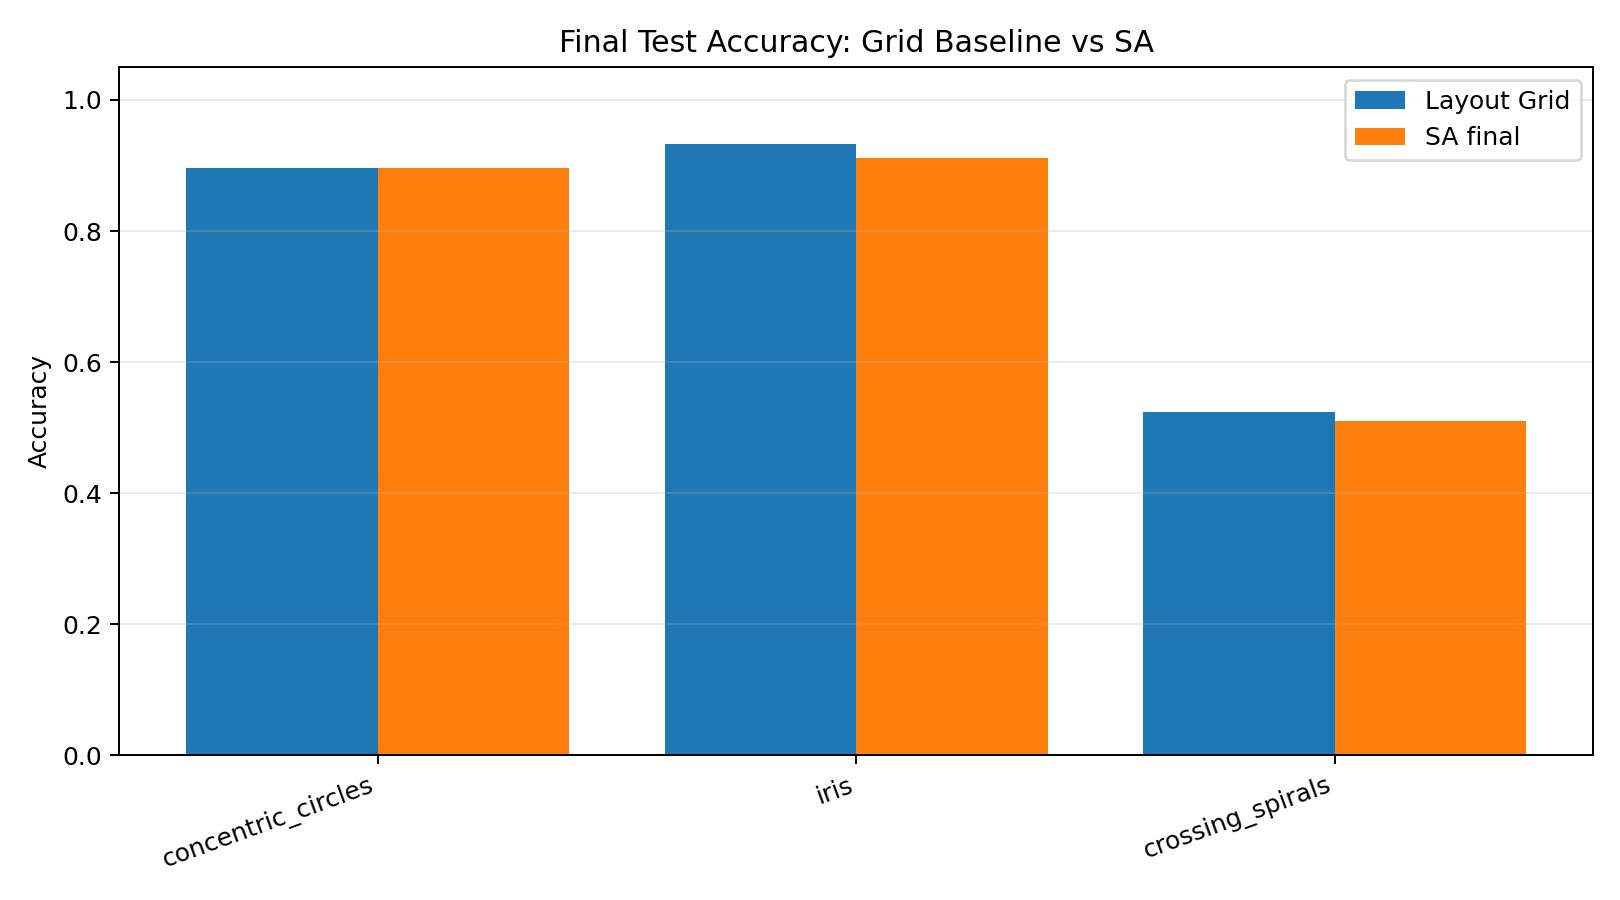 Final Test Accuracy: Grid Baseline vs SA
Layout Grid
SA final
Accuracy
1.0
0.8
0.6
0.4
0.2
0.0
concentric_circles
iris
crossing_spirals